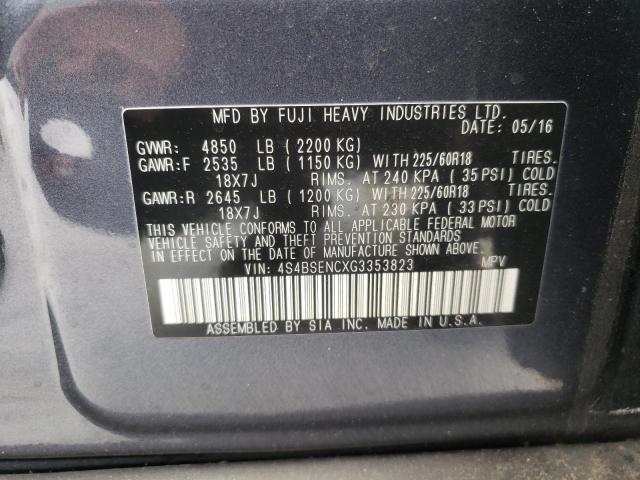 MFD BY FUJI HEAVY INDUSTRIES LTD.
DATE: 05/16
GVWR: 4850 LB (2200 KG)
GAWR:F 2535 LB (1150 KG) WITH 225/60R18 TIRES.
18X7J RIMS. AT 240 KPA (35 PSI) COLD
GAWR:R 2645 LB (1200 KG) WITH 225/60R18 TIRES.
18X7J RIMS. AT 230 KPA (33 PSI) COLD
THIS VEHICLE CONFORMS TO ALL APPLICABLE FEDERAL MOTOR
VEHICLE SAFETY AND THEFT PREVENTION STANDARDS
IN EFFECT ON THE DATE OF MANUFACTURE SHOWN ABOVE.
VIN: 4S4BSENCXG3353823 MPV
ASSEMBLED BY SIA INC. MADE IN U.S.A.